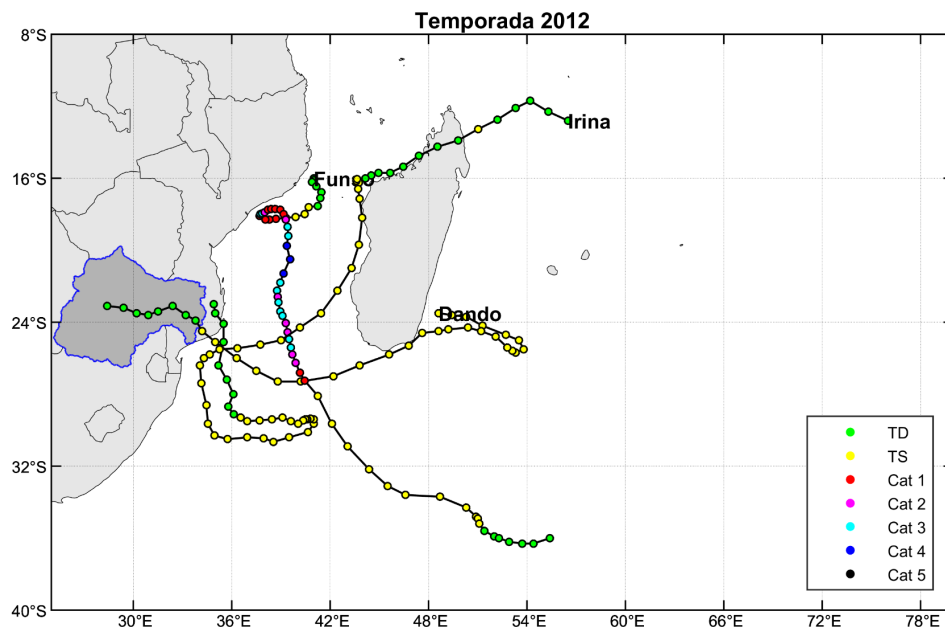 Temporada 2012
8°S
Irina
16°S
Funso
24°S
Dando
32°S
40°S
TD
TS
Cat 1
Cat 2
Cat 3
Cat 4
Cat 5
30°E 36°E 42°E 48°E 54°E 60°E 66°E 72°E 78°E